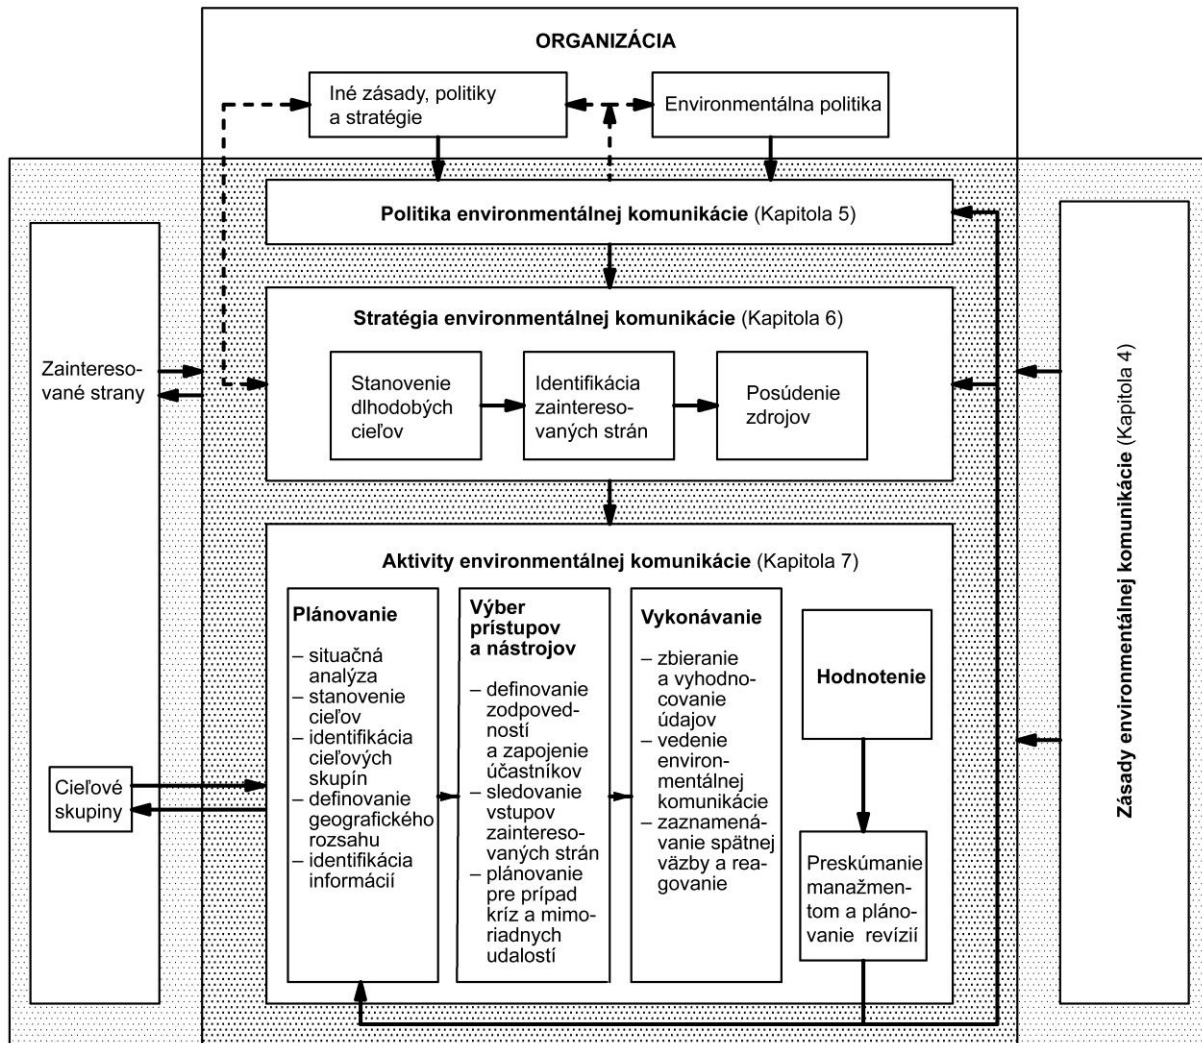 ORGANIZÁCIA
Iné zásady, politiky
a stratégie
Environmentálna politika
Politika environmentálnej komunikácie (Kapitola 5)
Stratégia environmentálnej komunikácie (Kapitola 6)
Stanovenie
dlhodobých
cieľov
Identifikácia
zaintereso-
vaných strán
Posúdenie
zdrojov
Zaintereso-
vané strany
Aktivity environmentálnej komunikácie (Kapitola 7)
Plánovanie
– situačná
analýza
– stanovenie
cieľov
– identifikácia
cieľových
skupín
– definovanie
geografického
rozsahu
– identifikácia
informácií
Výber
prístupov
a nástrojov
– definovanie
zodpoved-
ností
a zapojenie
účastníkov
– sledovanie
vstupov
zaintereso-
vaných strán
– plánovanie
pre prípad
kríz a mimo-
riadnych
udalostí
Vykonávanie
– zbieranie
a vyhodno-
covanie
údajov
– vedenie
environ-
mentálnej
komunikácie
– zaznamená-
vanie spätnej
väzby a rea-
govanie
Hodnotenie
Preskúmanie
manažmen-
tom a pláno-
vanie revízií
Cieľové
skupiny
Zásady environmentálnej komunikácie (Kapitola 4)